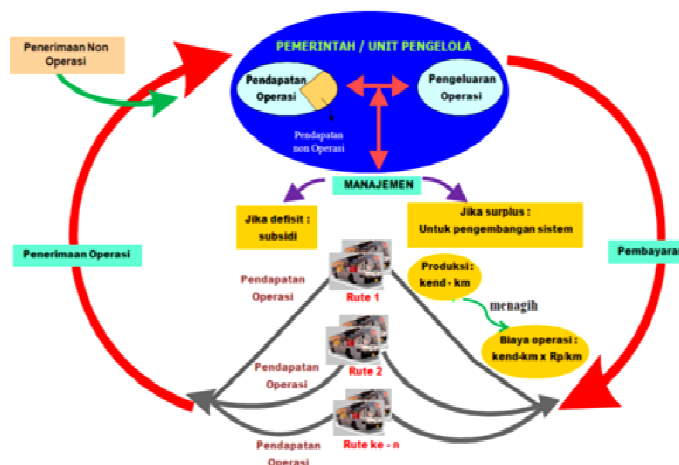 Penerimaan Non
Operasi
PEMERINTAH / UNIT PENGELOLA
Pendapatan
Operasi
Pengeluaran
Operasi
Pendapatan
non Operasi
MANAJEMEN
Jika defisit :
subsidi
Jika surplus :
Untuk pengembangan sistem
Penerimaan Operasi
Pembayaran
Pendapatan
Operasi
Rute 1
Produksi :
kend - km
menagih
Biaya operasi :
kend-km x Rp/km
Pendapatan
Operasi
Rute 2
Pendapatan
Operasi
Rute ke - n